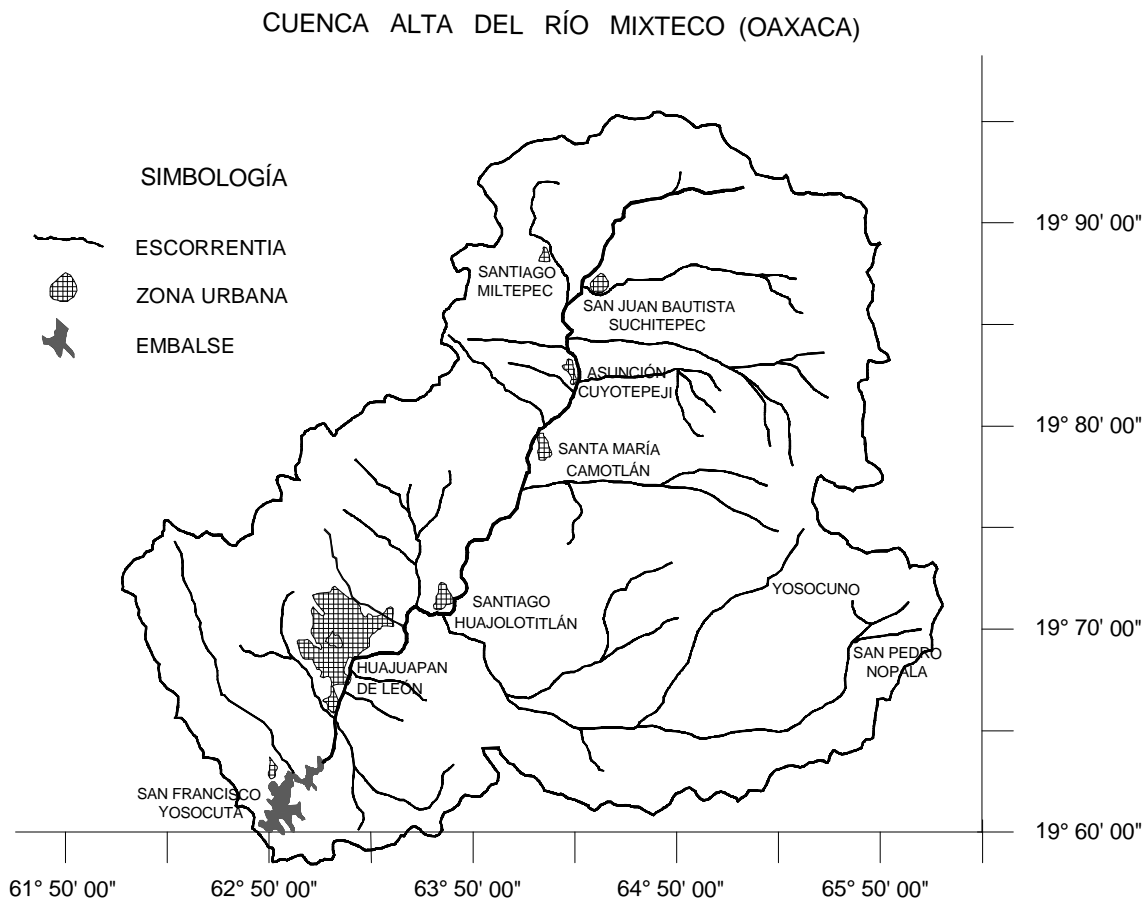 CUENCA ALTA DEL RÍO MIXTECO (OAXACA)
SIMBOLOGÍA
ESCORRENTIA
ZONA URBANA
EMBALSE
SANTIAGO
MILTEPEC
SAN JUAN BAUTISTA
SUCHITEPEC
ASUNCIÓN
CUYOTEPEJI
SANTA MARÍA
CAMOTLÁN
YOSOCUNO
SANTIAGO
HUAJOLOTITLÁN
SAN PEDRO
NOPALA
HUAJUAPAN
DE LEÓN
SAN FRANCISCO
YOSOCUTA
19° 90' 00"
19° 80' 00"
19° 70' 00"
19° 60' 00"
61° 50' 00"
62° 50' 00"
63° 50' 00"
64° 50' 00"
65° 50' 00"